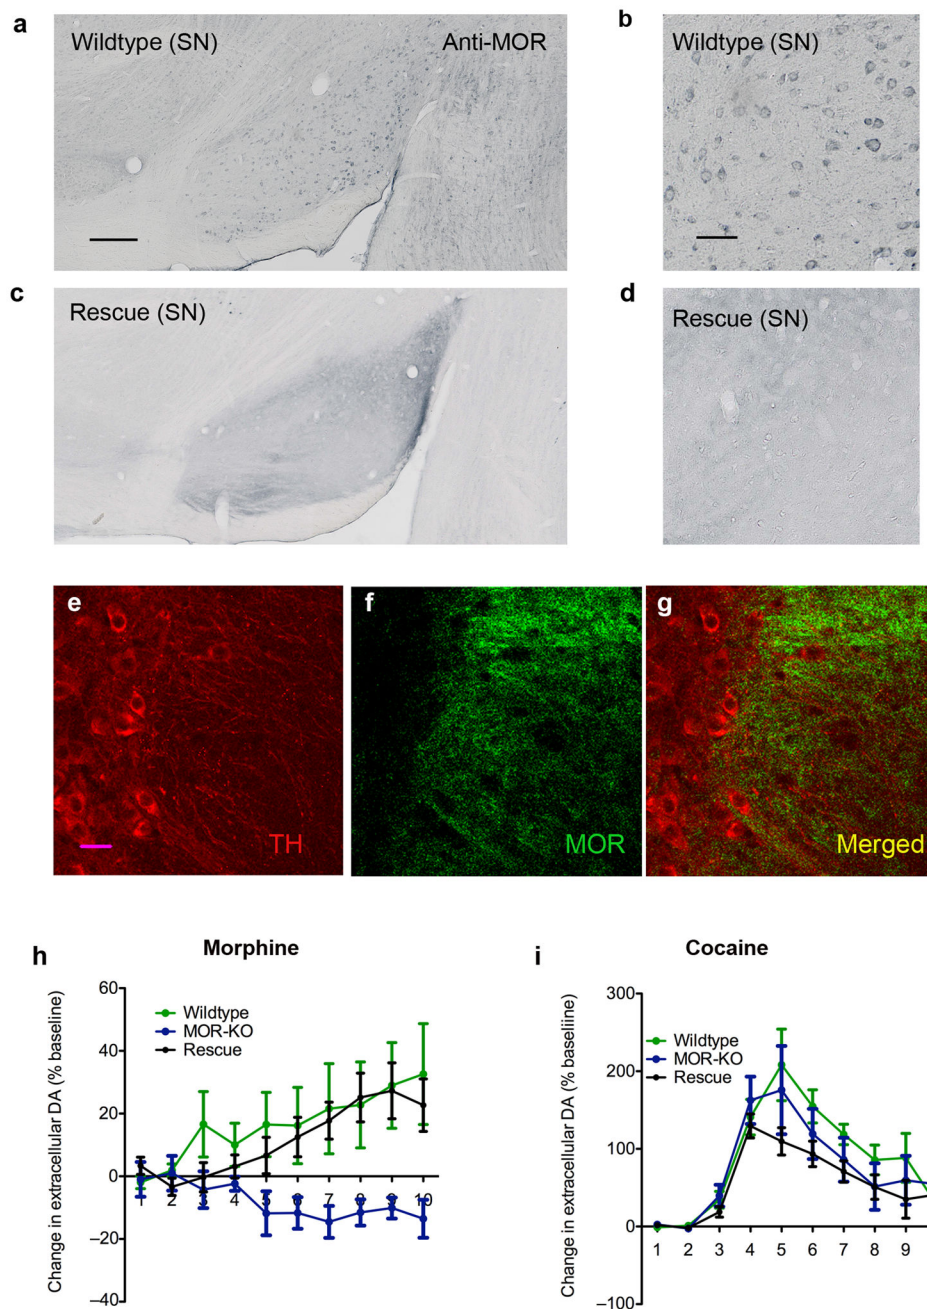 a
Wildtype (SN)
Anti-MOR
b
Wildtype (SN)
c
Rescue (SN)
d
Rescue (SN)
e
TH
f
MOR
g
Merged
h
Morphine
Change in extracellular DA (% baseline)
60
40
20
0
−20
−40
Wildtype
MOR-KO
Rescue
1 2 3 4 5 6 7 8 9 10
i
Cocaine
Change in extracellular DA (% baseline)
300
200
100
0
−100
Wildtype
MOR-KO
Rescue
1 2 3 4 5 6 7 8 9